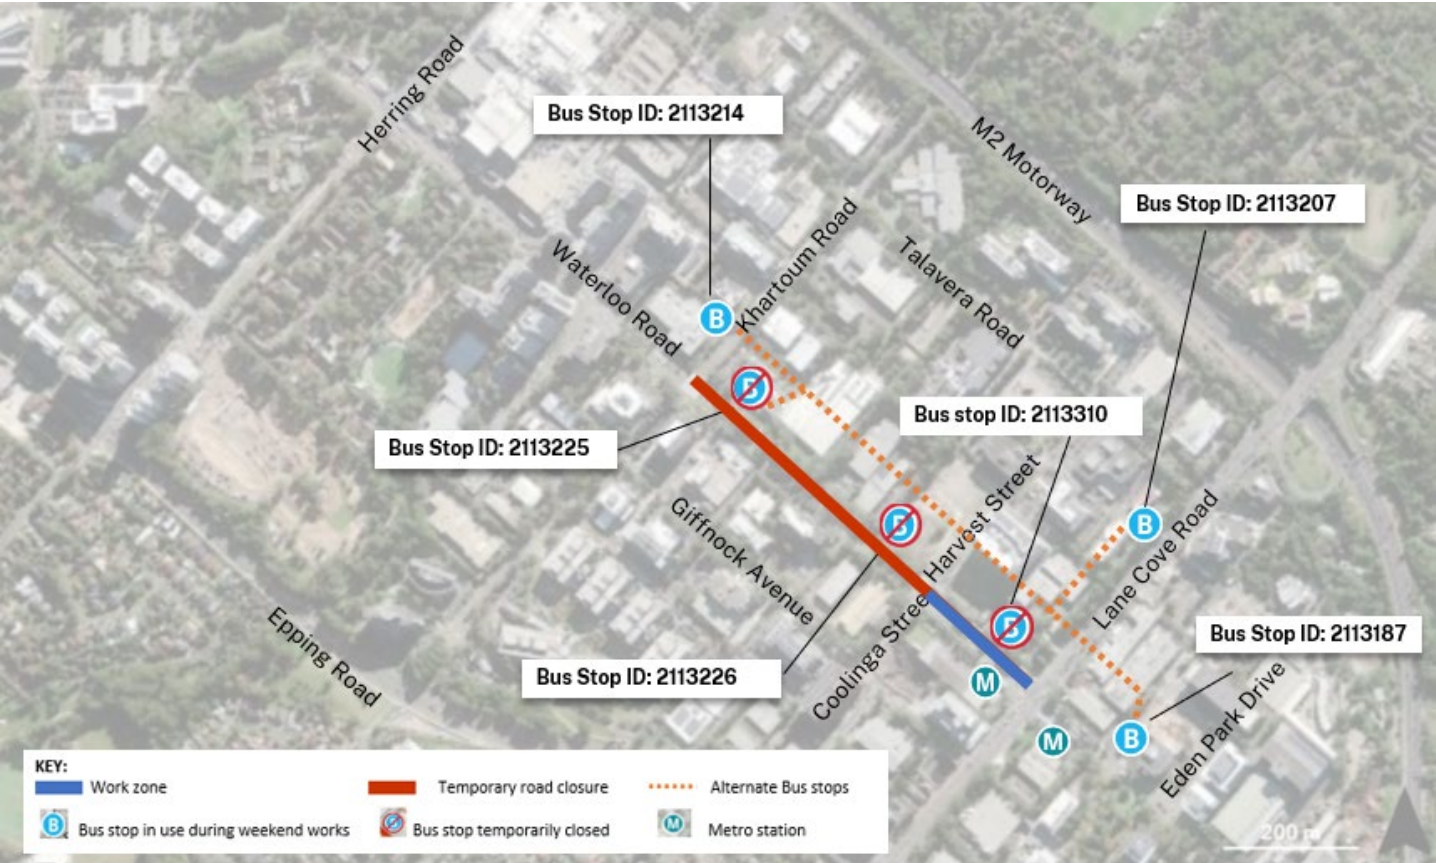 Herring Road
Bus Stop ID: 2113214
M2 Motorway
Bus Stop ID: 2113207
Khartoum Road
Waterloo Road
Talavera Road
B
B
Bus stop ID: 2113310
Bus Stop ID: 2113225
Harvest Street
Giffnock Avenue
B
B
Lane Cove Road
Coolinga Stree
B
Epping Road
Bus Stop ID: 2113187
Bus Stop ID: 2113226
M
Eden Park Drive
M
B
KEY:
Work zone
Temporary road closure
Alternate Bus stops
B Bus stop in use during weekend works
B Bus stop temporarily closed
M Metro station
200 m